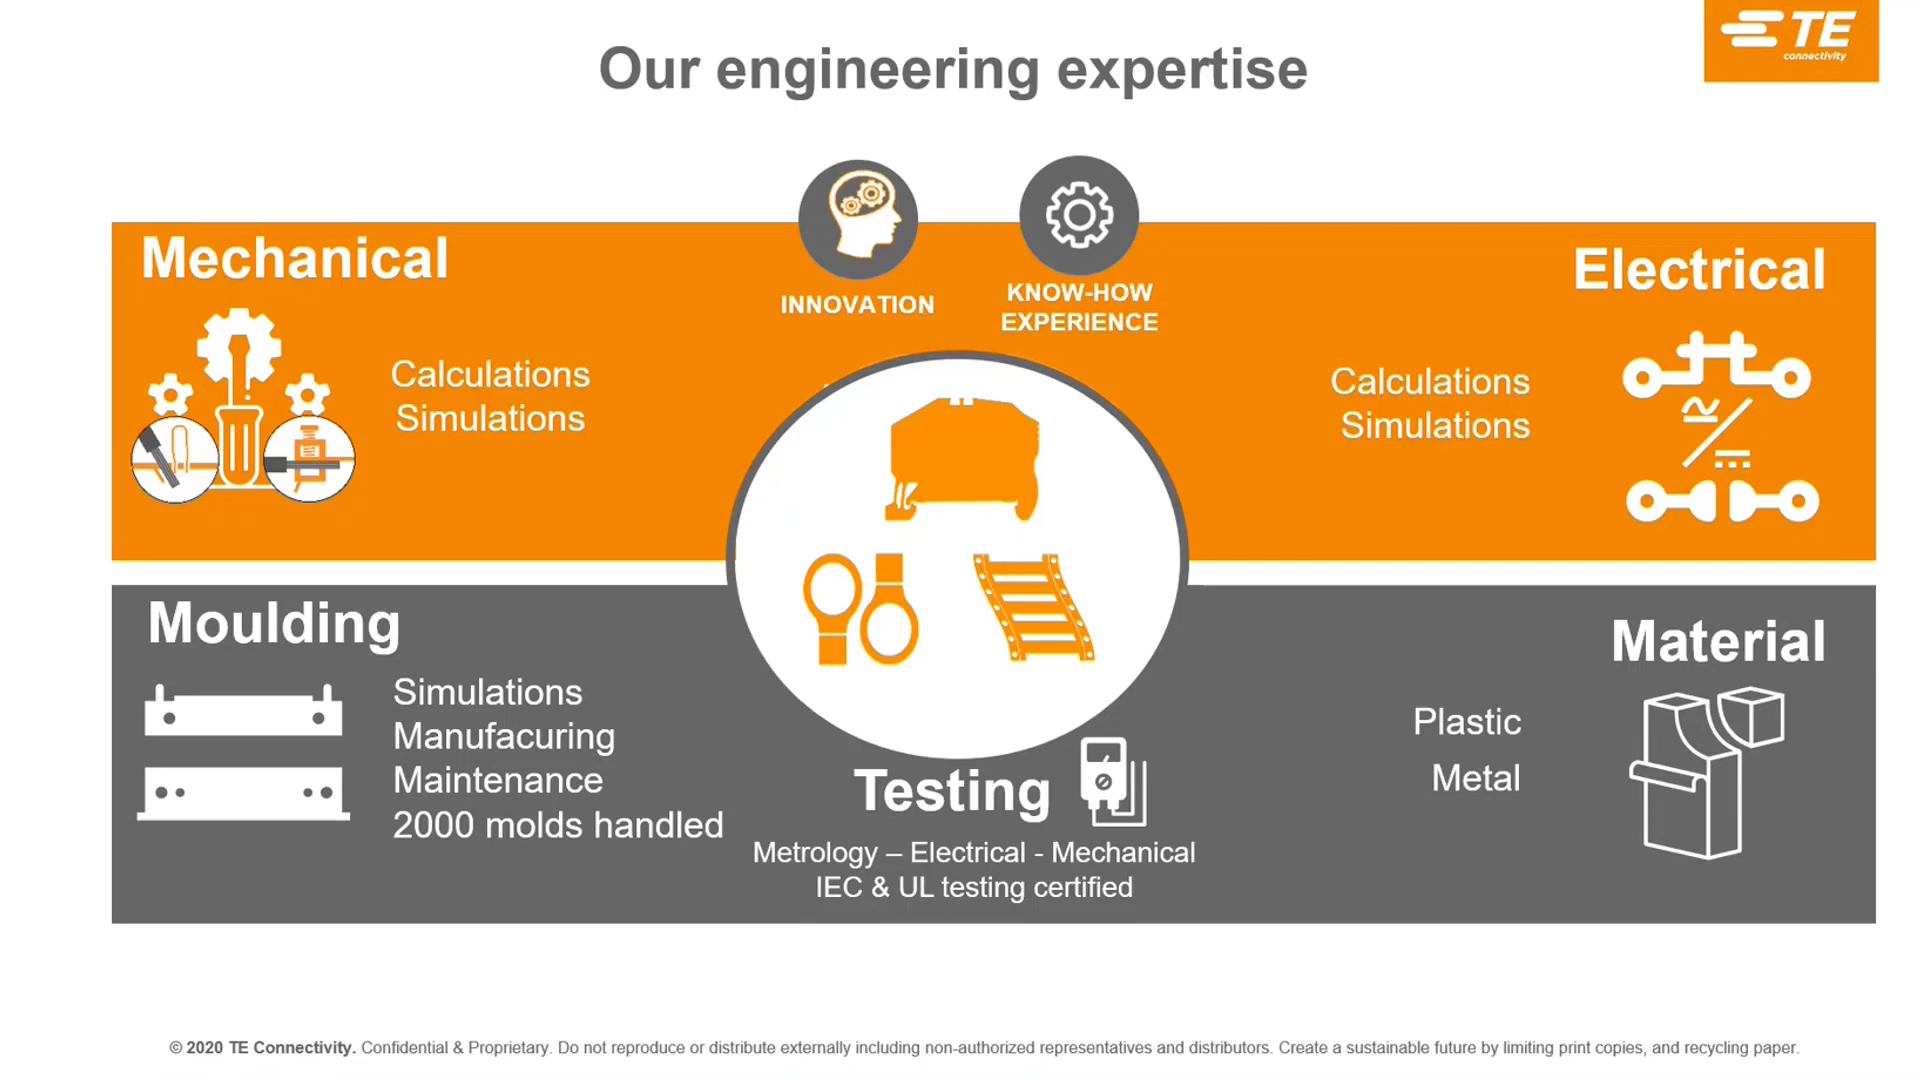 Our engineering expertise
TE
connectivity
Mechanical
Calculations
Simulations
INNOVATION
KNOW-HOW
EXPERIENCE
Electrical
Calculations
Simulations
Moulding
Simulations
Manufacuring
Maintenance
2000 molds handled
Testing
Metrology – Electrical - Mechanical
IEC & UL testing certified
Material
Plastic
Metal
© 2020 TE Connectivity. Confidential & Proprietary. Do not reproduce or distribute externally including non-authorized representatives and distributors. Create a sustainable future by limiting print copies, and recycling paper.